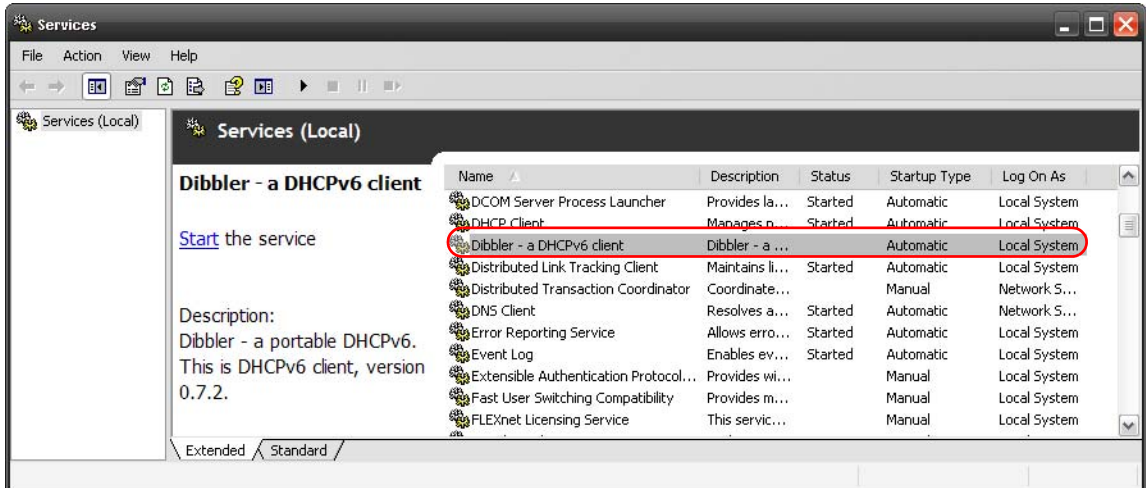 Services
File Action View Help
Services (Local)
Services (Local)
Dibbler - a DHCPv6 client
Start the service
Description:
Dibbler - a portable DHCPv6.
This is DHCPv6 client, version
0.7.2.
Name Description Status Startup Type Log On As
DCOM Server Process Launcher Provides la... Started Automatic Local System
DHCP Client Manages n... Started Automatic Local System
Dibbler - a DHCPv6 client Dibbler - a ... Automatic Local System
Distributed Link Tracking Client Maintains li... Started Automatic Local System
Distributed Transaction Coordinator Coordinate... Manual Network S...
DNS Client Resolves a... Started Automatic Network S...
Error Reporting Service Allows erro... Started Automatic Local System
Event Log Enables ev... Started Automatic Local System
Extensible Authentication Protocol... Provides wi... Manual Local System
Fast User Switching Compatibility Provides m... Manual Local System
FLEXnet Licensing Service This servic... Manual Local System
Extended Standard